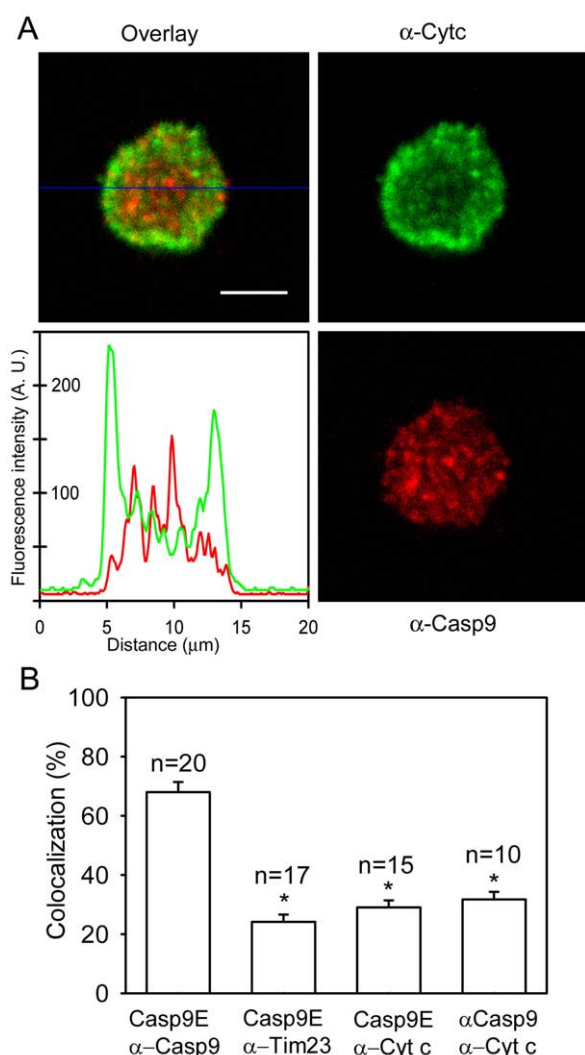 A
Overlay
α-Cytc
Fluorescence intensity (A. U.)
200
100
0
0 5 10 15 20
Distance (μm)
α-Casp9
B
Colocalization (%)
100
80
60
40
20
0
n=20
n=17
*
n=15
*
n=10
*
Casp9E
α–Casp9
Casp9E
α–Tim23
Casp9E
α–Cyt c
αCasp9
α–Cyt c